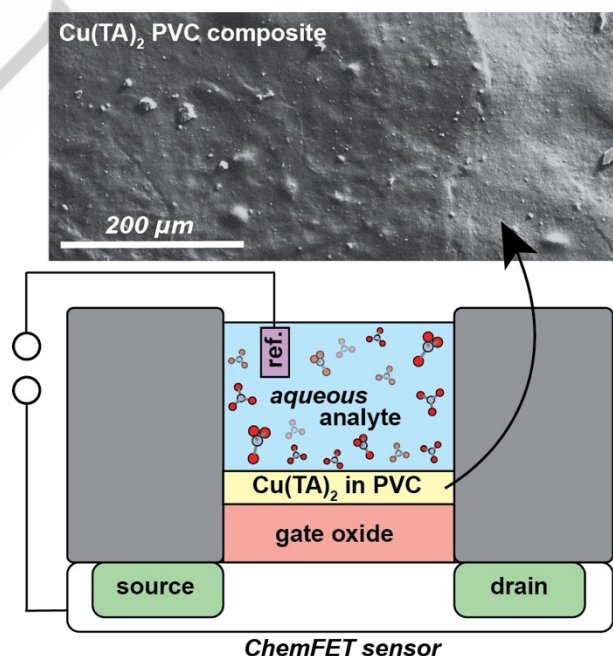 Cu(TA)₂ PVC composite
200 µm
ref.
aqueous
analyte
Cu(TA)₂ in PVC
gate oxide
source
drain
ChemFET sensor